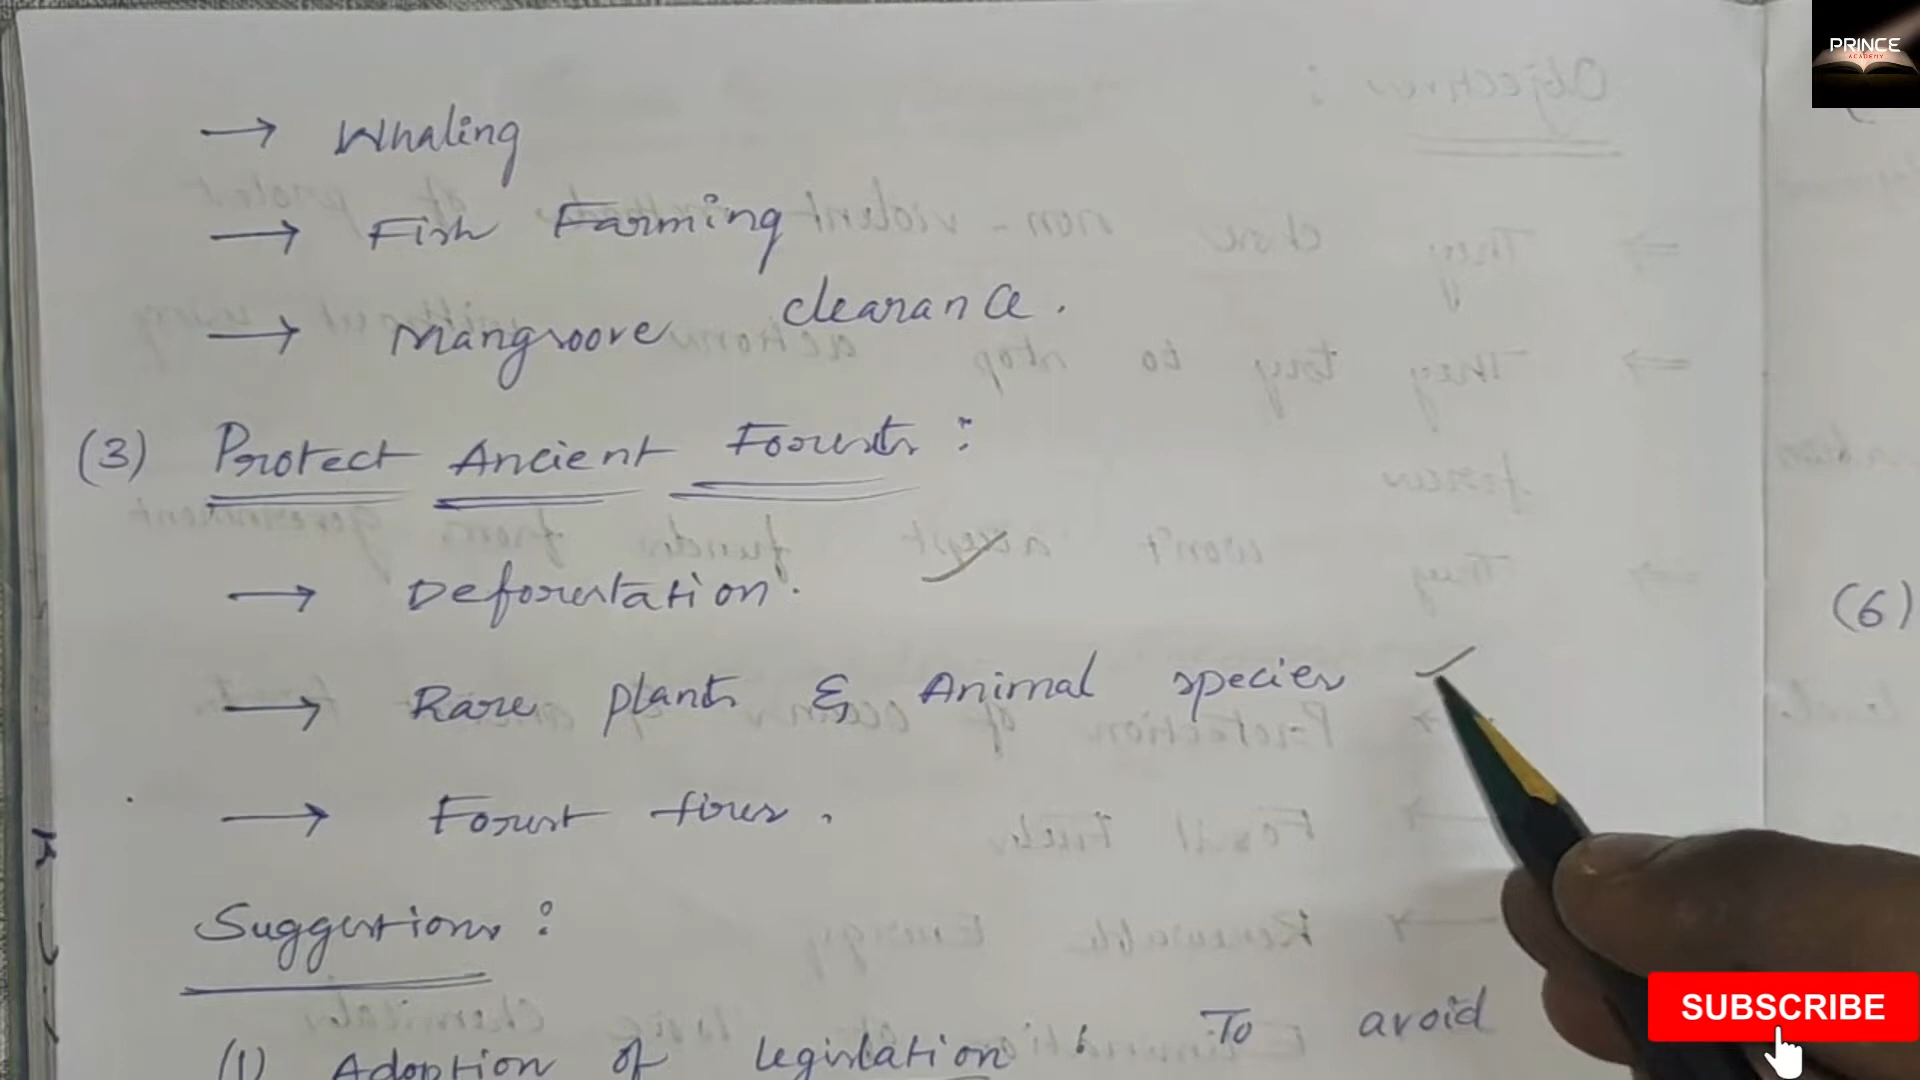 PRINCE
ACADEMY
→ Whaling
→ Fish Farming
→ Mangroove clearance.
(3) Protect Ancient Forests:
→ Deforestation.
→ Rare plants & Animal species
→ Forest fires.
(6)
Suggestions:
(1) Adoption of legislation: To avoid
SUBSCRIBE